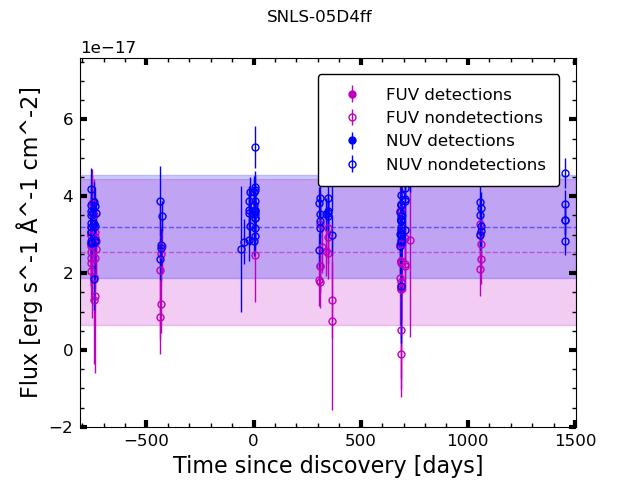 SNLS-05D4ff
1e−17
FUV detections
FUV nondetections
NUV detections
NUV nondetections
6
4
2
0
−2
−500
0
500
1000
1500
Flux [erg s^-1 Å^-1 cm^-2]
Time since discovery [days]